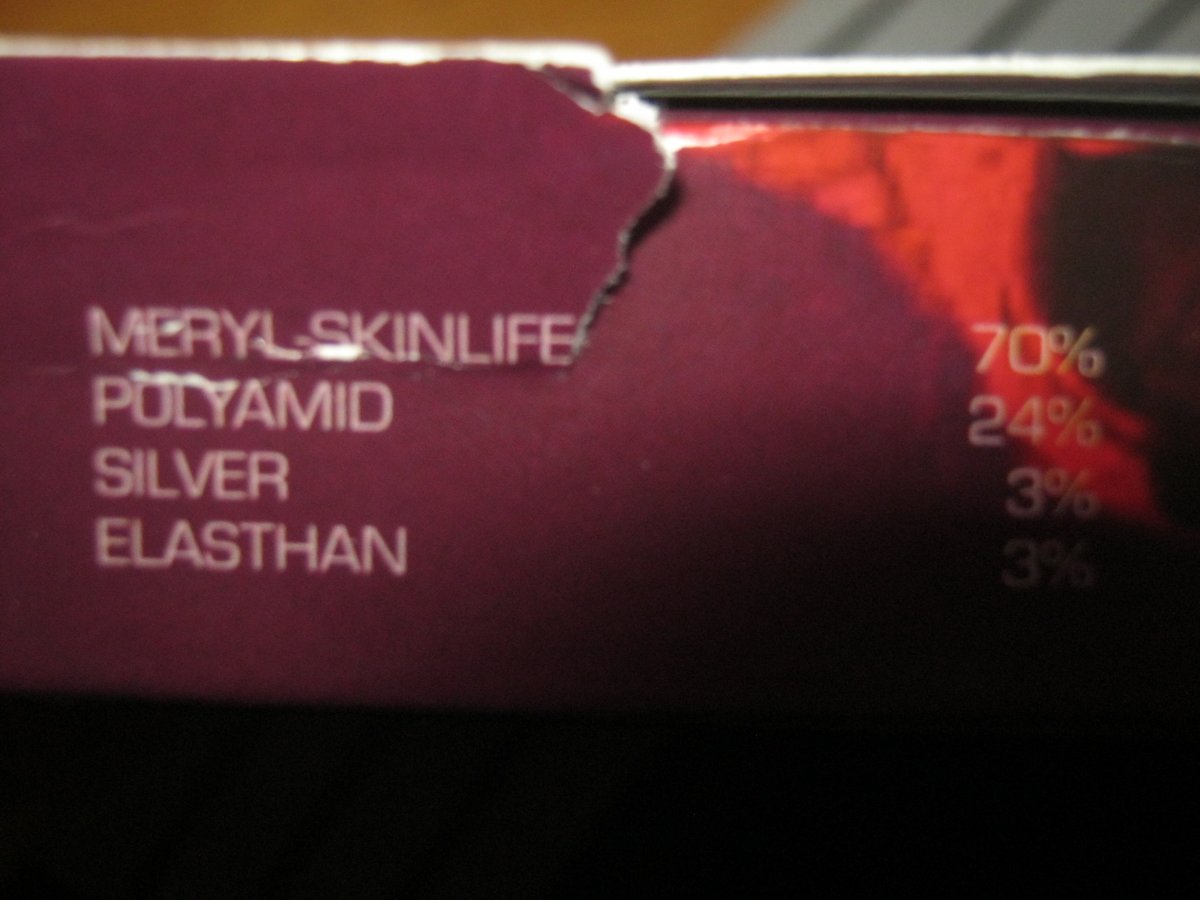 MERYL-SKINLIFE 70%
POLYAMID 24%
SILVER 3%
ELASTHAN 3%